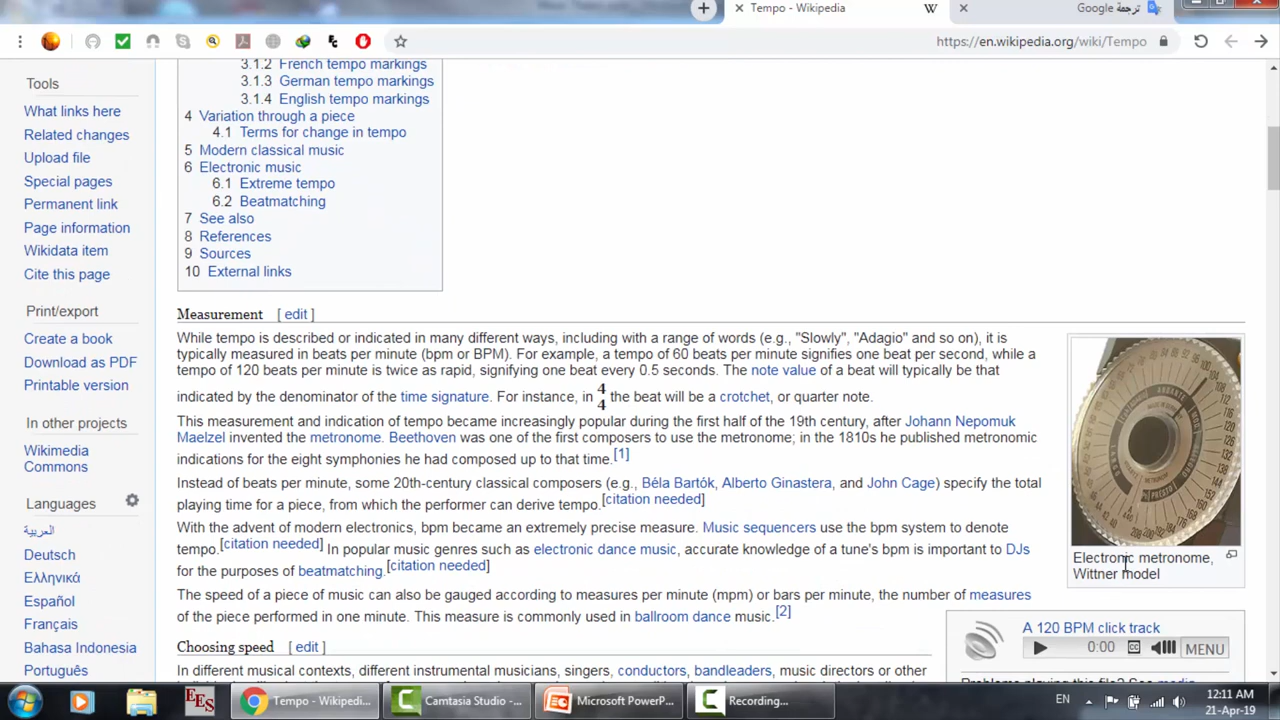 Tempo - Wikipedia
ترجمة Google
https://en.wikipedia.org/wiki/Tempo
Tools
What links here
Related changes
Upload file
Special pages
Permanent link
Page information
Wikidata item
Cite this page
Print/export
Create a book
Download as PDF
Printable version
In other projects
Wikimedia
Commons
Languages
العربية
Deutsch
Ελληνικά
Español
Français
Bahasa Indonesia
Português
3.1.2 French tempo markings
3.1.3 German tempo markings
3.1.4 English tempo markings
4 Variation through a piece
4.1 Terms for change in tempo
5 Modern classical music
6 Electronic music
6.1 Extreme tempo
6.2 Beatmatching
7 See also
8 References
9 Sources
10 External links
Measurement [ edit ]
While tempo is described or indicated in many different ways, including with a range of words (e.g., "Slowly", "Adagio" and so on), it is
typically measured in beats per minute (bpm or BPM). For example, a tempo of 60 beats per minute signifies one beat per second, while a
tempo of 120 beats per minute is twice as rapid, signifying one beat every 0.5 seconds. The note value of a beat will typically be that
indicated by the denominator of the time signature. For instance, in 4/4 the beat will be a crotchet, or quarter note.
This measurement and indication of tempo became increasingly popular during the first half of the 19th century, after Johann Nepomuk
Maelzel invented the metronome. Beethoven was one of the first composers to use the metronome; in the 1810s he published metronomic
indications for the eight symphonies he had composed up to that time.[1]
Instead of beats per minute, some 20th-century classical composers (e.g., Béla Bartók, Alberto Ginastera, and John Cage) specify the total
playing time for a piece, from which the performer can derive tempo.[citation needed]
With the advent of modern electronics, bpm became an extremely precise measure. Music sequencers use the bpm system to denote
tempo.[citation needed] In popular music genres such as electronic dance music, accurate knowledge of a tune's bpm is important to DJs
for the purposes of beatmatching.[citation needed]
The speed of a piece of music can also be gauged according to measures per minute (mpm) or bars per minute, the number of measures
of the piece performed in one minute. This measure is commonly used in ballroom dance music.[2]
Choosing speed [ edit ]
In different musical contexts, different instrumental musicians, singers, conductors, bandleaders, music directors or other
Electronic metronome,
Wittner model
A 120 BPM click track
0:00
MENU
Problems playing this file? See media
EES
Tempo - Wikipedi...
Camtasia Studio - ...
Microsoft PowerP...
Recording...
EN
12:11 AM
21-Apr-19